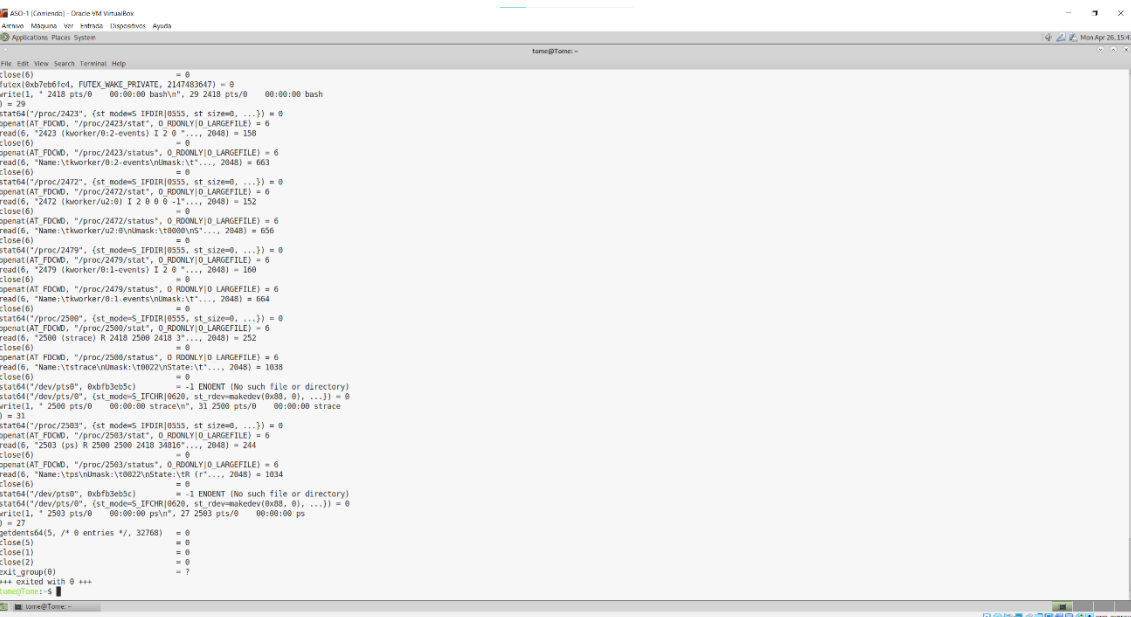 ASO-1 [Corriendo] - Oracle VM VirtualBox
Archivo Máquina Ver Entrada Dispositivos Ayuda
Applications Places System
Mon Apr 26, 15:4
tome@Tome: ~
File Edit View Search Terminal Help
close(6) = 0
futex(0xb7eb6fe4, FUTEX_WAKE_PRIVATE, 2147483647) = 0
write(1, " 2418 pts/0 00:00:00 bash\n", 29 2418 pts/0 00:00:00 bash
) = 29
stat64("/proc/2423", {st_mode=S_IFDIR|0555, st_size=0, ...}) = 0
openat(AT_FDCWD, "/proc/2423/stat", O_RDONLY|O_LARGEFILE) = 6
read(6, "2423 (kworker/0:2-events) I 2 0 "..., 2048) = 158
close(6) = 0
openat(AT_FDCWD, "/proc/2423/status", O_RDONLY|O_LARGEFILE) = 6
read(6, "Name:\tkworker/0:2-events\nUmask:\t"..., 2048) = 663
close(6) = 0
stat64("/proc/2472", {st_mode=S_IFDIR|0555, st_size=0, ...}) = 0
openat(AT_FDCWD, "/proc/2472/stat", O_RDONLY|O_LARGEFILE) = 6
read(6, "2472 (kworker/u2:0) I 2 0 0 0 -1"..., 2048) = 152
close(6) = 0
openat(AT_FDCWD, "/proc/2472/status", O_RDONLY|O_LARGEFILE) = 6
read(6, "Name:\tkworker/u2:0\nUmask:\t0000\nS"..., 2048) = 656
close(6) = 0
stat64("/proc/2479", {st_mode=S_IFDIR|0555, st_size=0, ...}) = 0
openat(AT_FDCWD, "/proc/2479/stat", O_RDONLY|O_LARGEFILE) = 6
read(6, "2479 (kworker/0:1-events) I 2 0 "..., 2048) = 160
close(6) = 0
openat(AT_FDCWD, "/proc/2479/status", O_RDONLY|O_LARGEFILE) = 6
read(6, "Name:\tkworker/0:1-events\nUmask:\t"..., 2048) = 664
close(6) = 0
stat64("/proc/2500", {st_mode=S_IFDIR|0555, st_size=0, ...}) = 0
openat(AT_FDCWD, "/proc/2500/stat", O_RDONLY|O_LARGEFILE) = 6
read(6, "2500 (strace) R 2418 2500 2418 3"..., 2048) = 252
close(6) = 0
openat(AT_FDCWD, "/proc/2500/status", O_RDONLY|O_LARGEFILE) = 6
read(6, "Name:\tstrace\nUmask:\t0022\nState:\t"..., 2048) = 1038
close(6) = 0
stat64("/dev/pts0", 0xbfb3eb5c) = -1 ENOENT (No such file or directory)
stat64("/dev/pts/0", {st_mode=S_IFCHR|0620, st_rdev=makedev(0x88, 0), ...}) = 0
write(1, " 2500 pts/0 00:00:00 strace\n", 31 2500 pts/0 00:00:00 strace
) = 31
stat64("/proc/2503", {st_mode=S_IFDIR|0555, st_size=0, ...}) = 0
openat(AT_FDCWD, "/proc/2503/stat", O_RDONLY|O_LARGEFILE) = 6
read(6, "2503 (ps) R 2500 2500 2418 34816"..., 2048) = 244
close(6) = 0
openat(AT_FDCWD, "/proc/2503/status", O_RDONLY|O_LARGEFILE) = 6
read(6, "Name:\tps\nUmask:\t0022\nState:\tR (r"..., 2048) = 1034
close(6) = 0
stat64("/dev/pts0", 0xbfb3eb5c) = -1 ENOENT (No such file or directory)
stat64("/dev/pts/0", {st_mode=S_IFCHR|0620, st_rdev=makedev(0x88, 0), ...}) = 0
write(1, " 2503 pts/0 00:00:00 ps\n", 27 2503 pts/0 00:00:00 ps
) = 27
getdents64(5, /* 0 entries */, 32768) = 0
close(5) = 0
close(1) = 0
close(2) = 0
exit_group(0) = ?
+++ exited with 0 +++
tome@Tome:~$
tome@Tome: ~